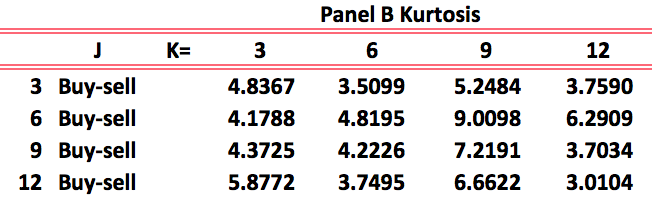 Panel B Kurtosis
J K= 3 6 9 12
3 Buy-sell 4.8367 3.5099 5.2484 3.7590
6 Buy-sell 4.1788 4.8195 9.0098 6.2909
9 Buy-sell 4.3725 4.2226 7.2191 3.7034
12 Buy-sell 5.8772 3.7495 6.6622 3.0104